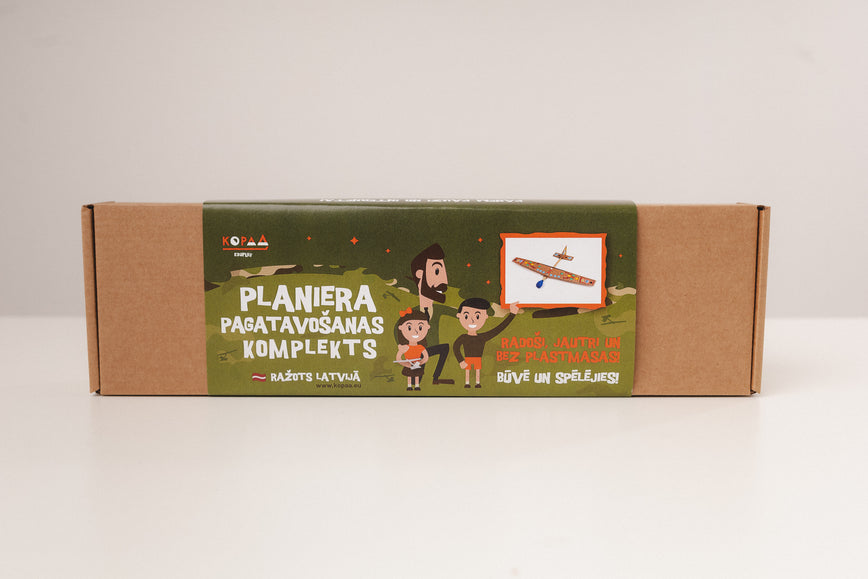 KOPAA
PLANIERA
PAGATAVOŠANAS
KOMPLEKTS
RAŽOTS LATVIJĀ
www.kopaa.eu
RADOŠI, JAUTRI UN
BEZ PLASTMASAS!
BŪVĒ UN SPĒLĒJIES!